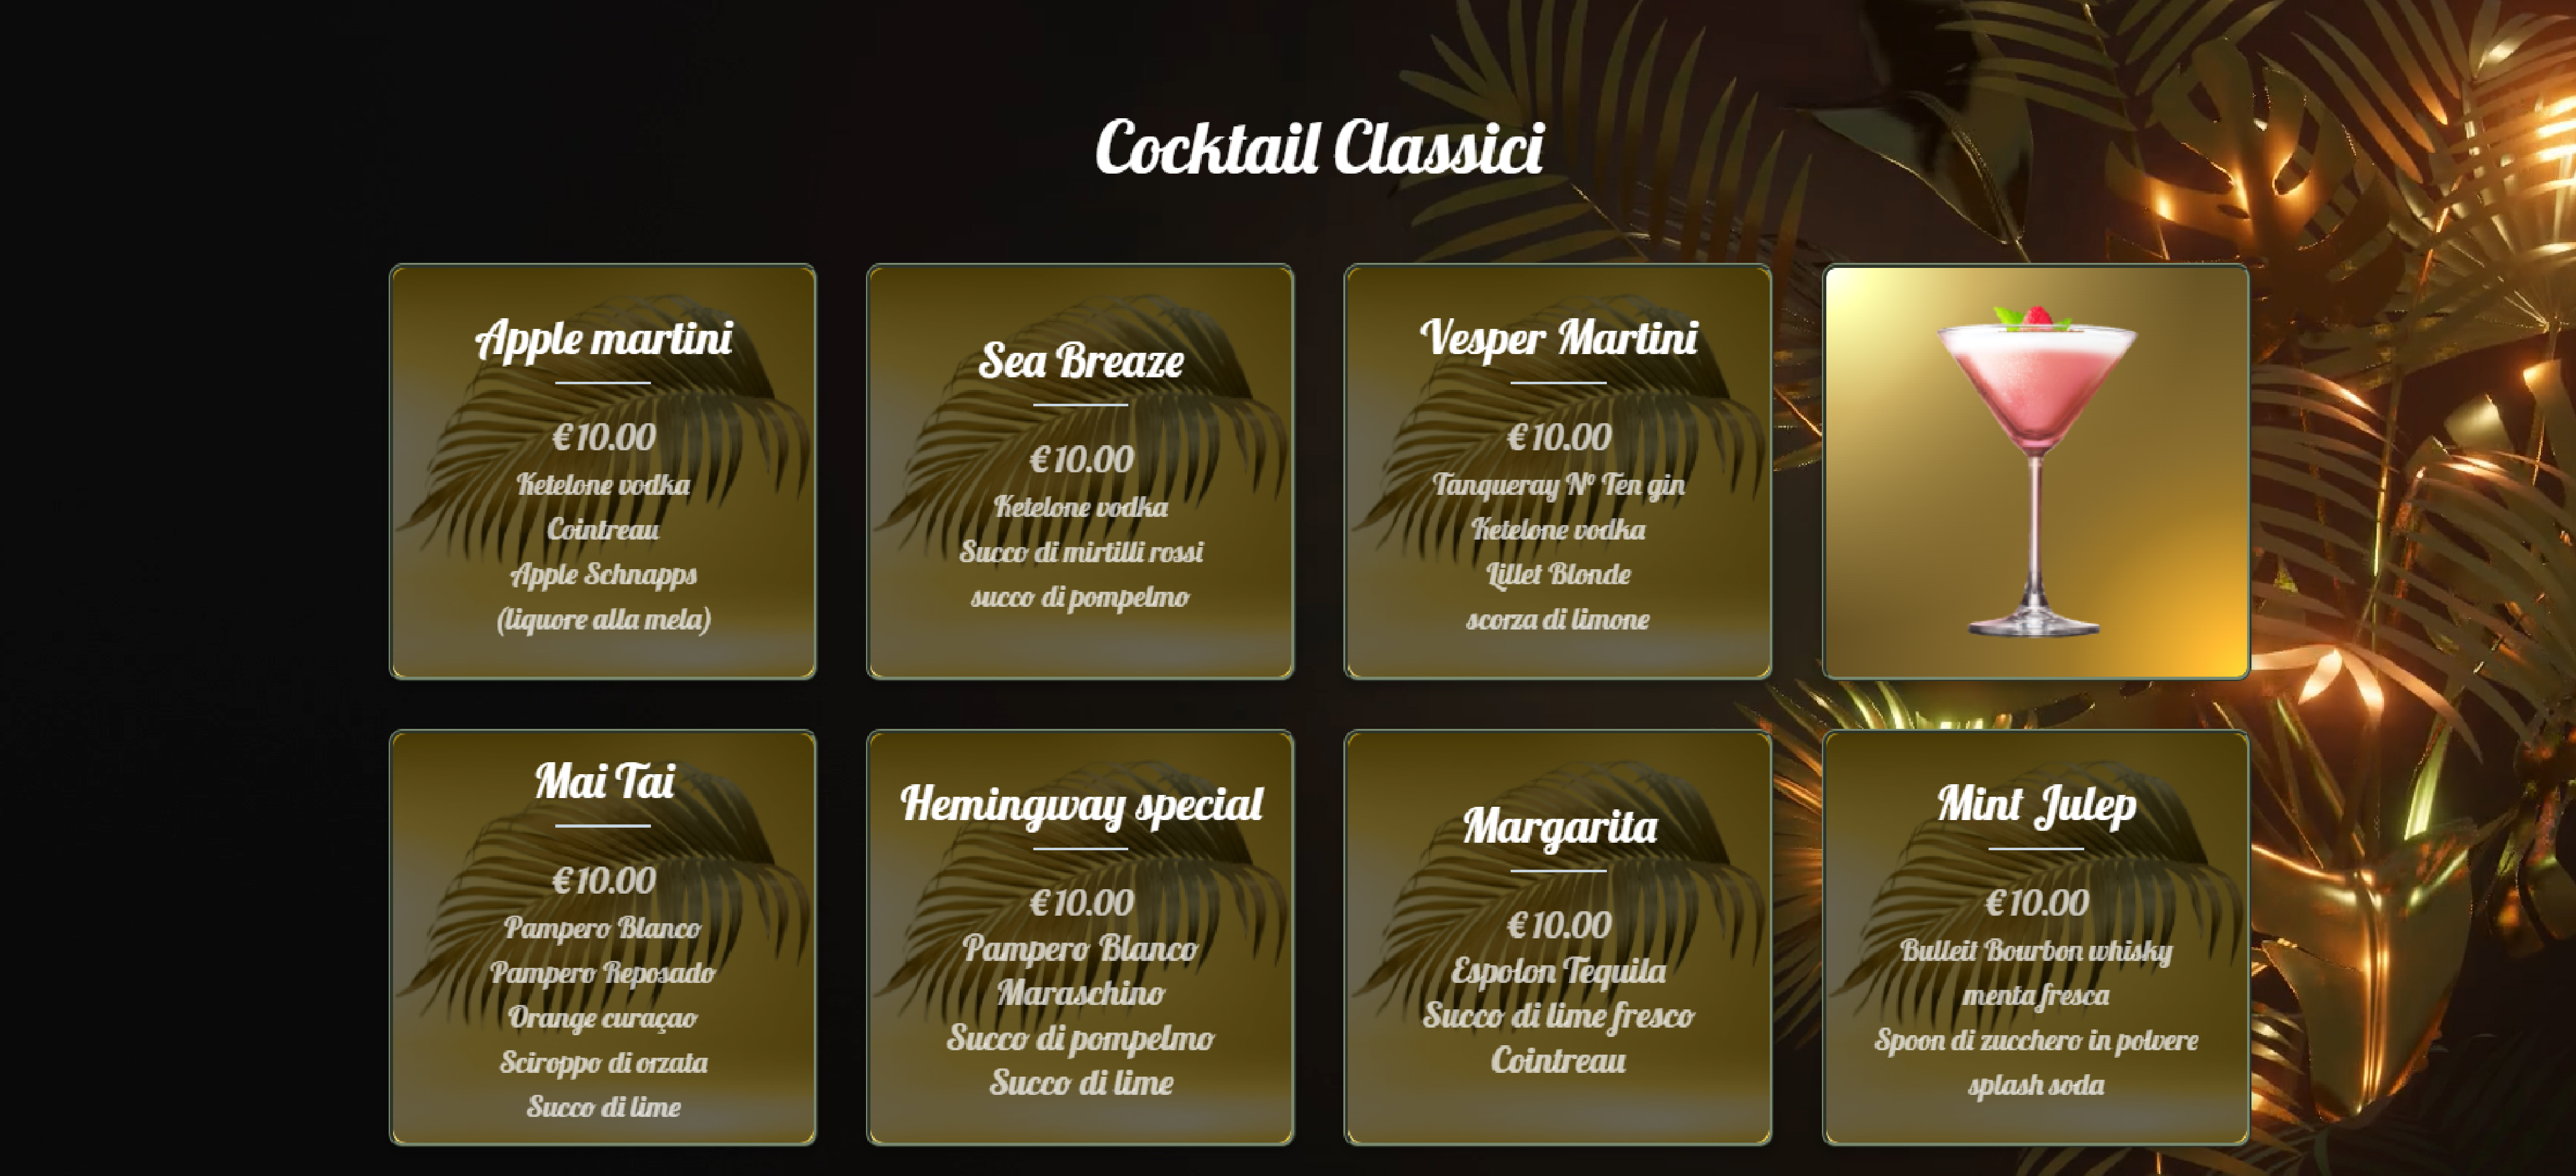 Cocktail Classici
Apple martini
€10.00
Ketelone vodka
Cointreau
Apple Schnapps
(liquore alla mela)
Sea Breaze
€10.00
Ketelone vodka
Succo di mirtilli rossi
succo di pompelmo
Vesper Martini
€10.00
Tanqueray N° Ten gin
Ketelone vodka
Lillet Blonde
scorza di limone
Mai Tai
€10.00
Pampero Blanco
Pampero Reposado
Orange curaçao
Sciroppo di orzata
Succo di lime
Hemingway special
€10.00
Pampero Blanco
Maraschino
Succo di pompelmo
Succo di lime
Margarita
€10.00
Espolon Tequila
Succo di lime fresco
Cointreau
Mint Julep
€10.00
Bulleit Bourbon whisky
menta fresca
Spoon di zucchero in polvere
splash soda